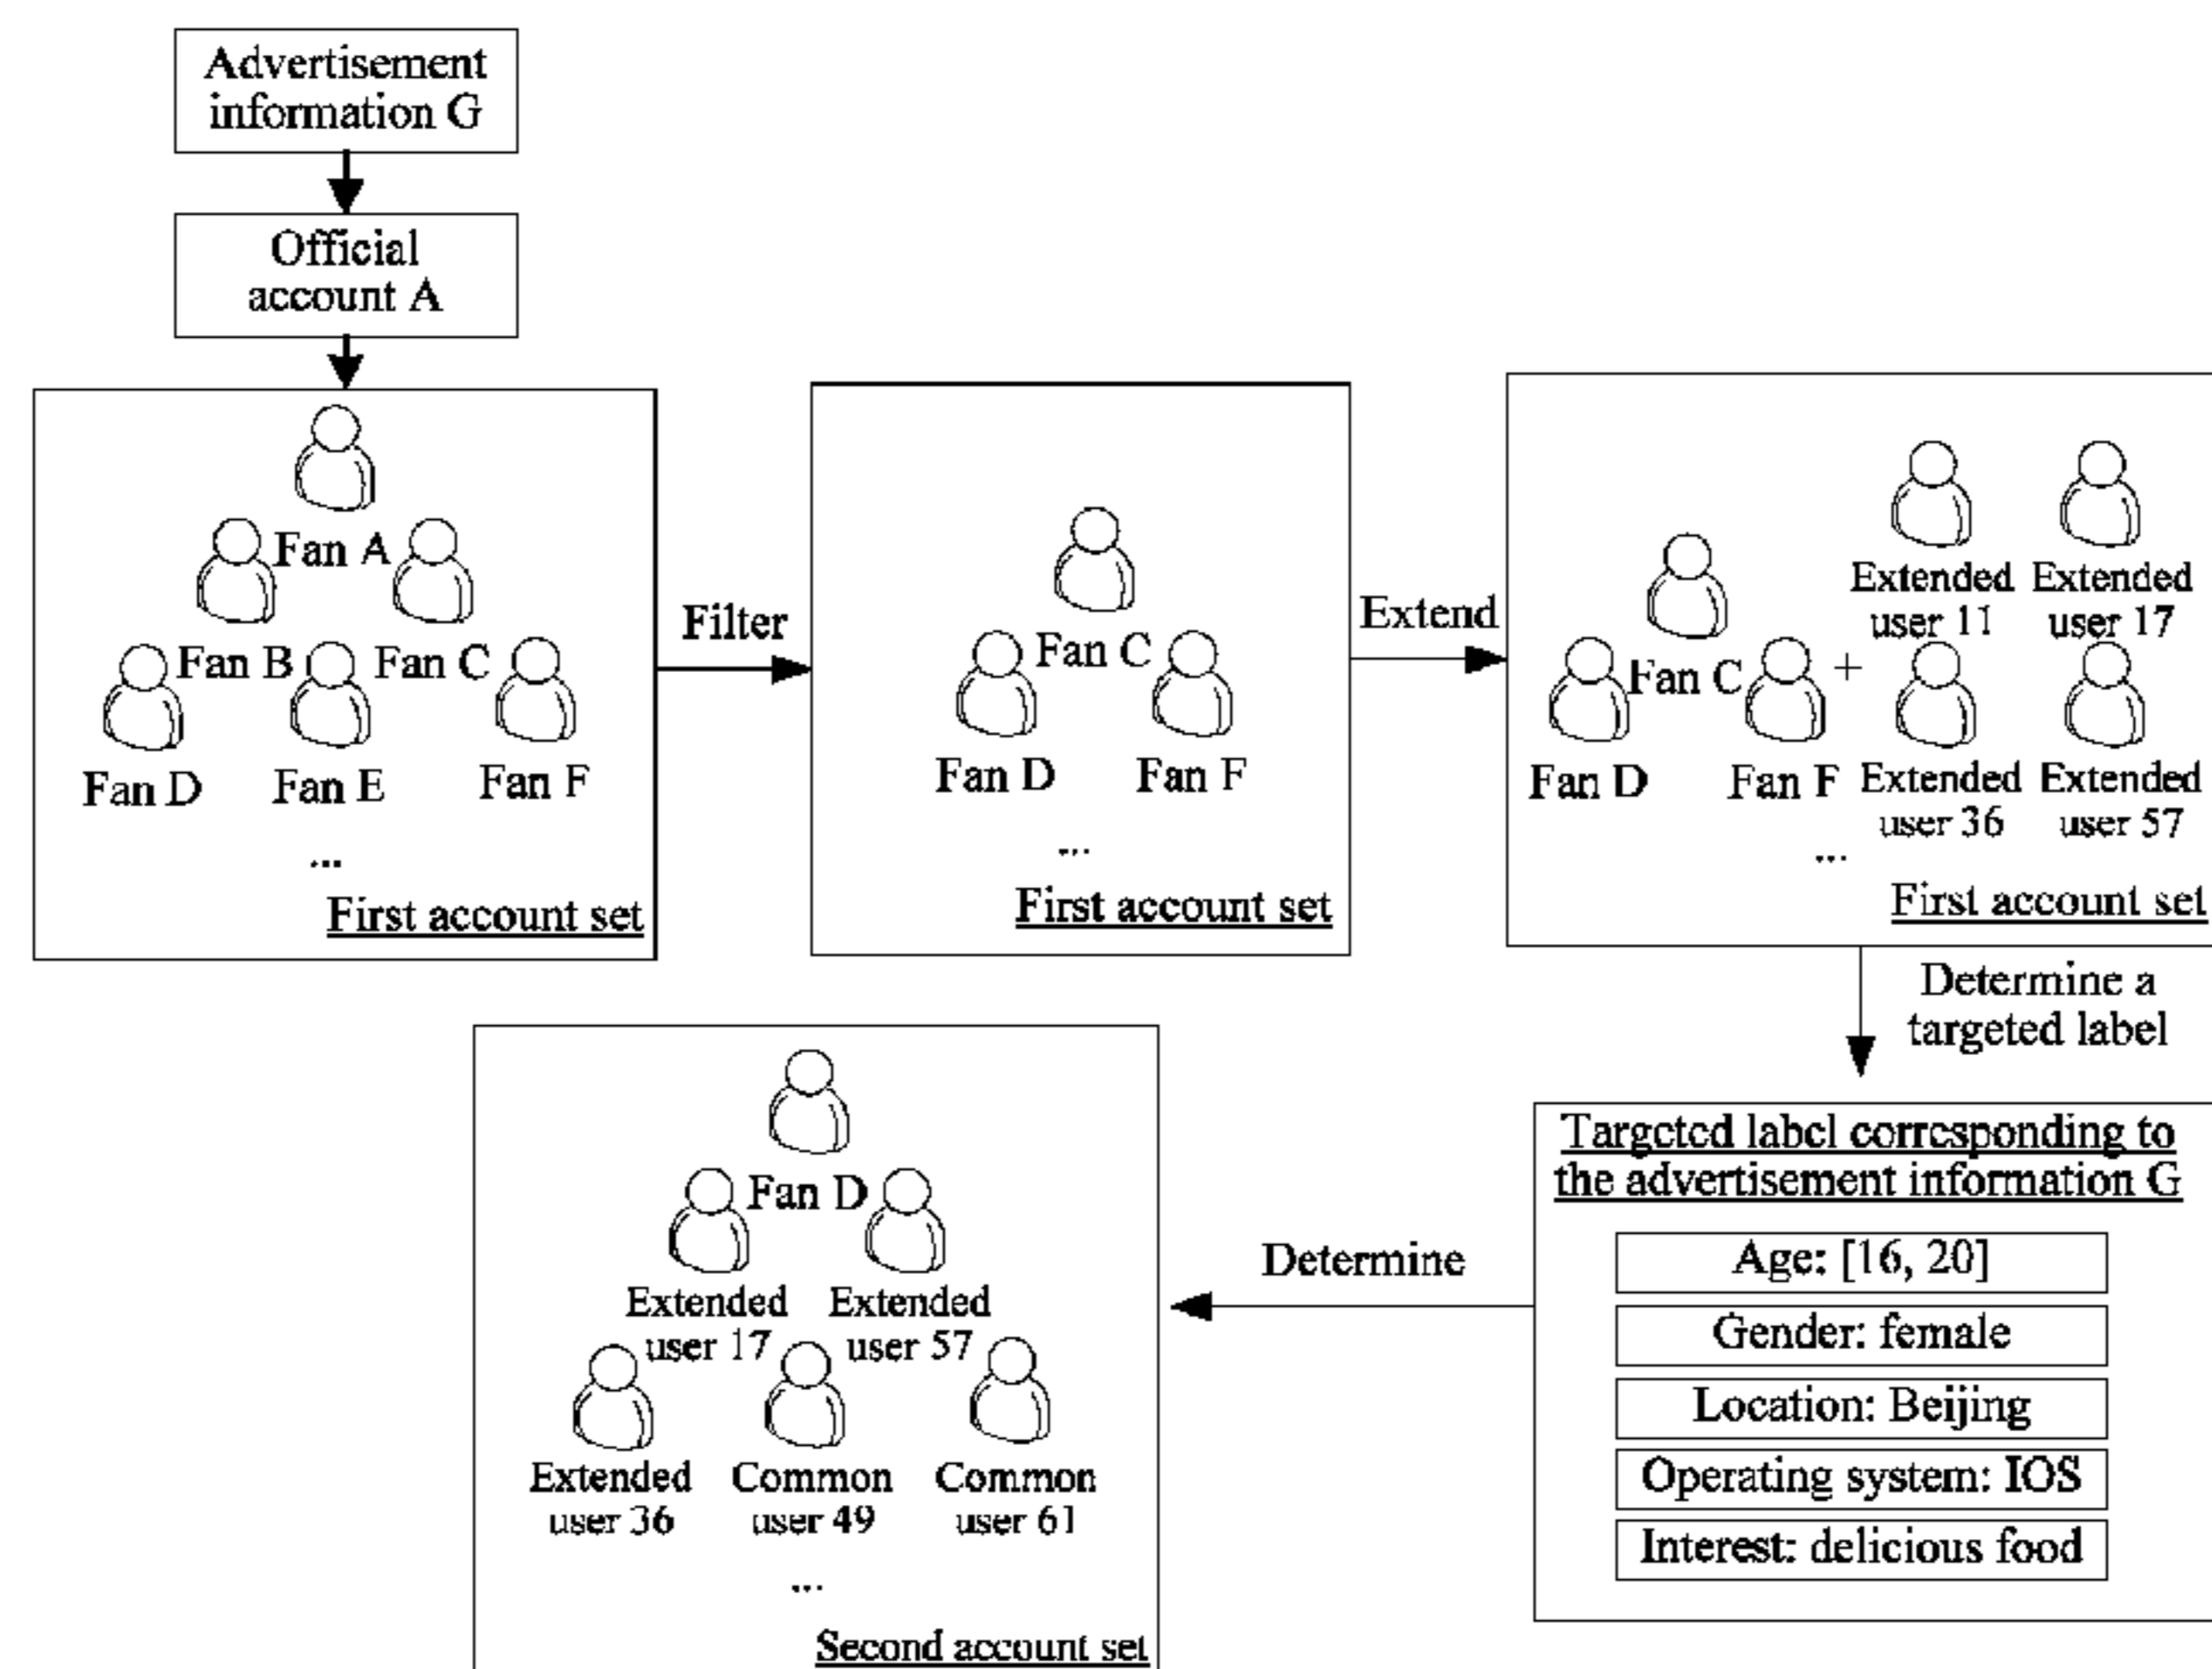 Advertisement
information G
Official
account A
Fan A
Fan B
Fan C
Fan D
Fan E
Fan F
...
First account set
Filter
Fan C
Fan D
Fan F
...
First account set
Extend
Fan C
Fan D
Fan F
+
Extended
user 11
Extended
user 17
Extended
user 36
Extended
user 57
...
First account set
Determine a
targeted label
Targeted label corresponding to
the advertisement information G
Age: [16, 20]
Gender: female
Location: Beijing
Operating system: IOS
Interest: delicious food
Determine
Fan D
Extended
user 17
Extended
user 57
Extended
user 36
Common
user 49
Common
user 61
...
Second account set